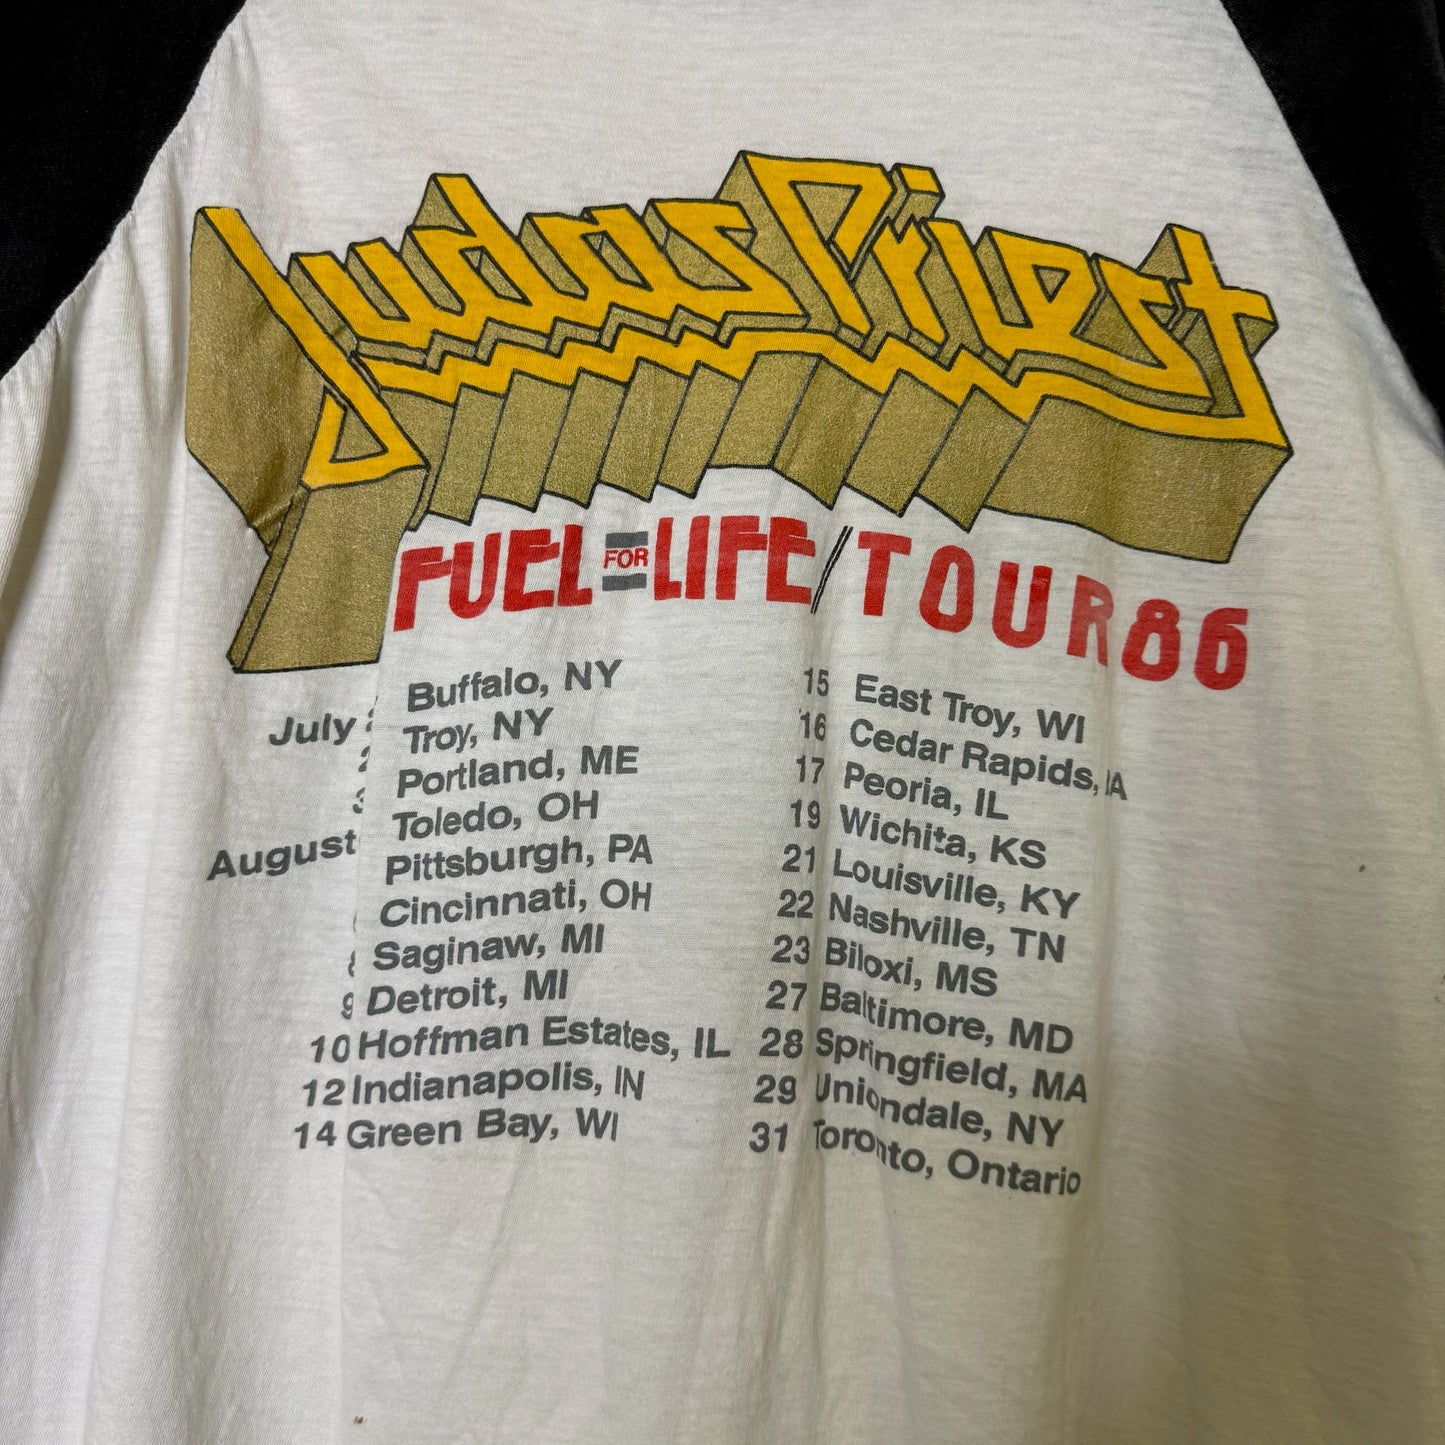 Judas Priest
FUEL FOR LIFE / TOUR 86
July Buffalo, NY
Troy, NY
Portland, ME
August Toledo, OH
Pittsburgh, PA
Cincinnati, OH
Saginaw, MI
9 Detroit, MI
10 Hoffman Estates, IL
12 Indianapolis, IN
14 Green Bay, WI
15 East Troy, WI
16 Cedar Rapids, IA
17 Peoria, IL
19 Wichita, KS
21 Louisville, KY
22 Nashville, TN
23 Biloxi, MS
27 Baltimore, MD
28 Springfield, MA
29 Uniondale, NY
31 Toronto, Ontario